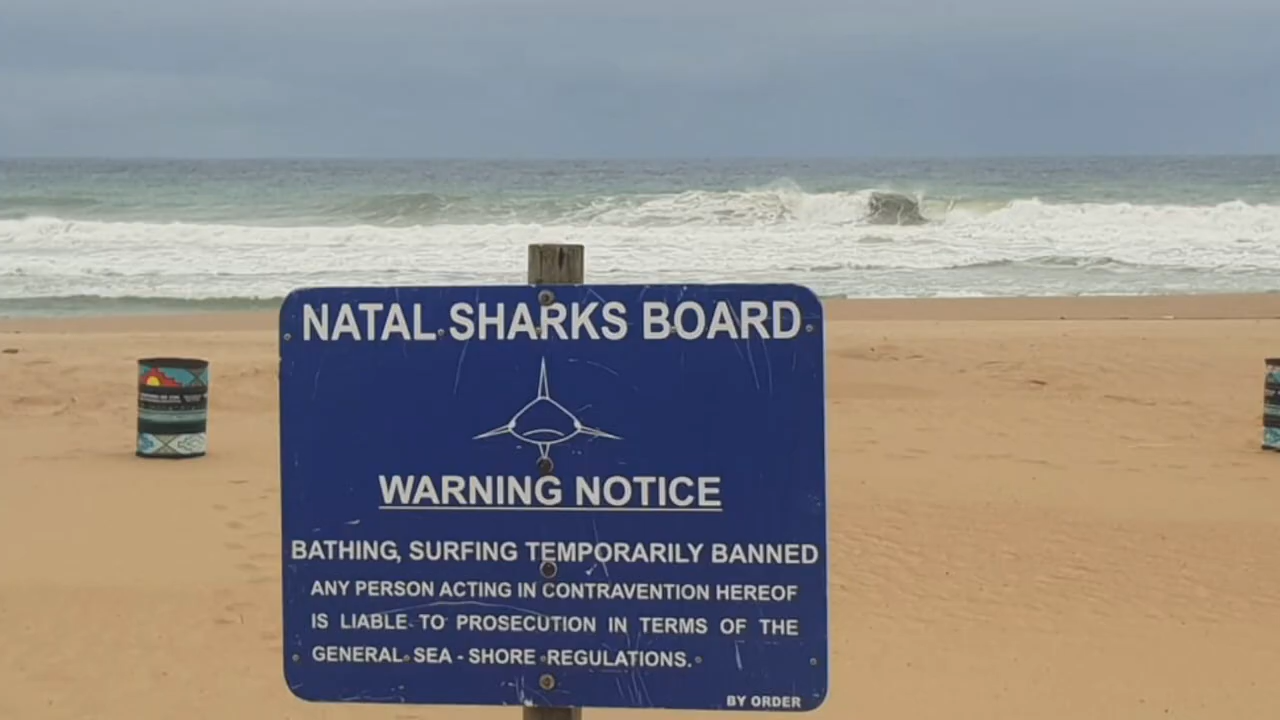 NATAL SHARKS BOARD
WARNING NOTICE
BATHING, SURFING TEMPORARILY BANNED
ANY PERSON ACTING IN CONTRAVENTION HEREOF
IS LIABLE TO PROSECUTION IN TERMS OF THE
GENERAL SEA - SHORE REGULATIONS.
BY ORDER